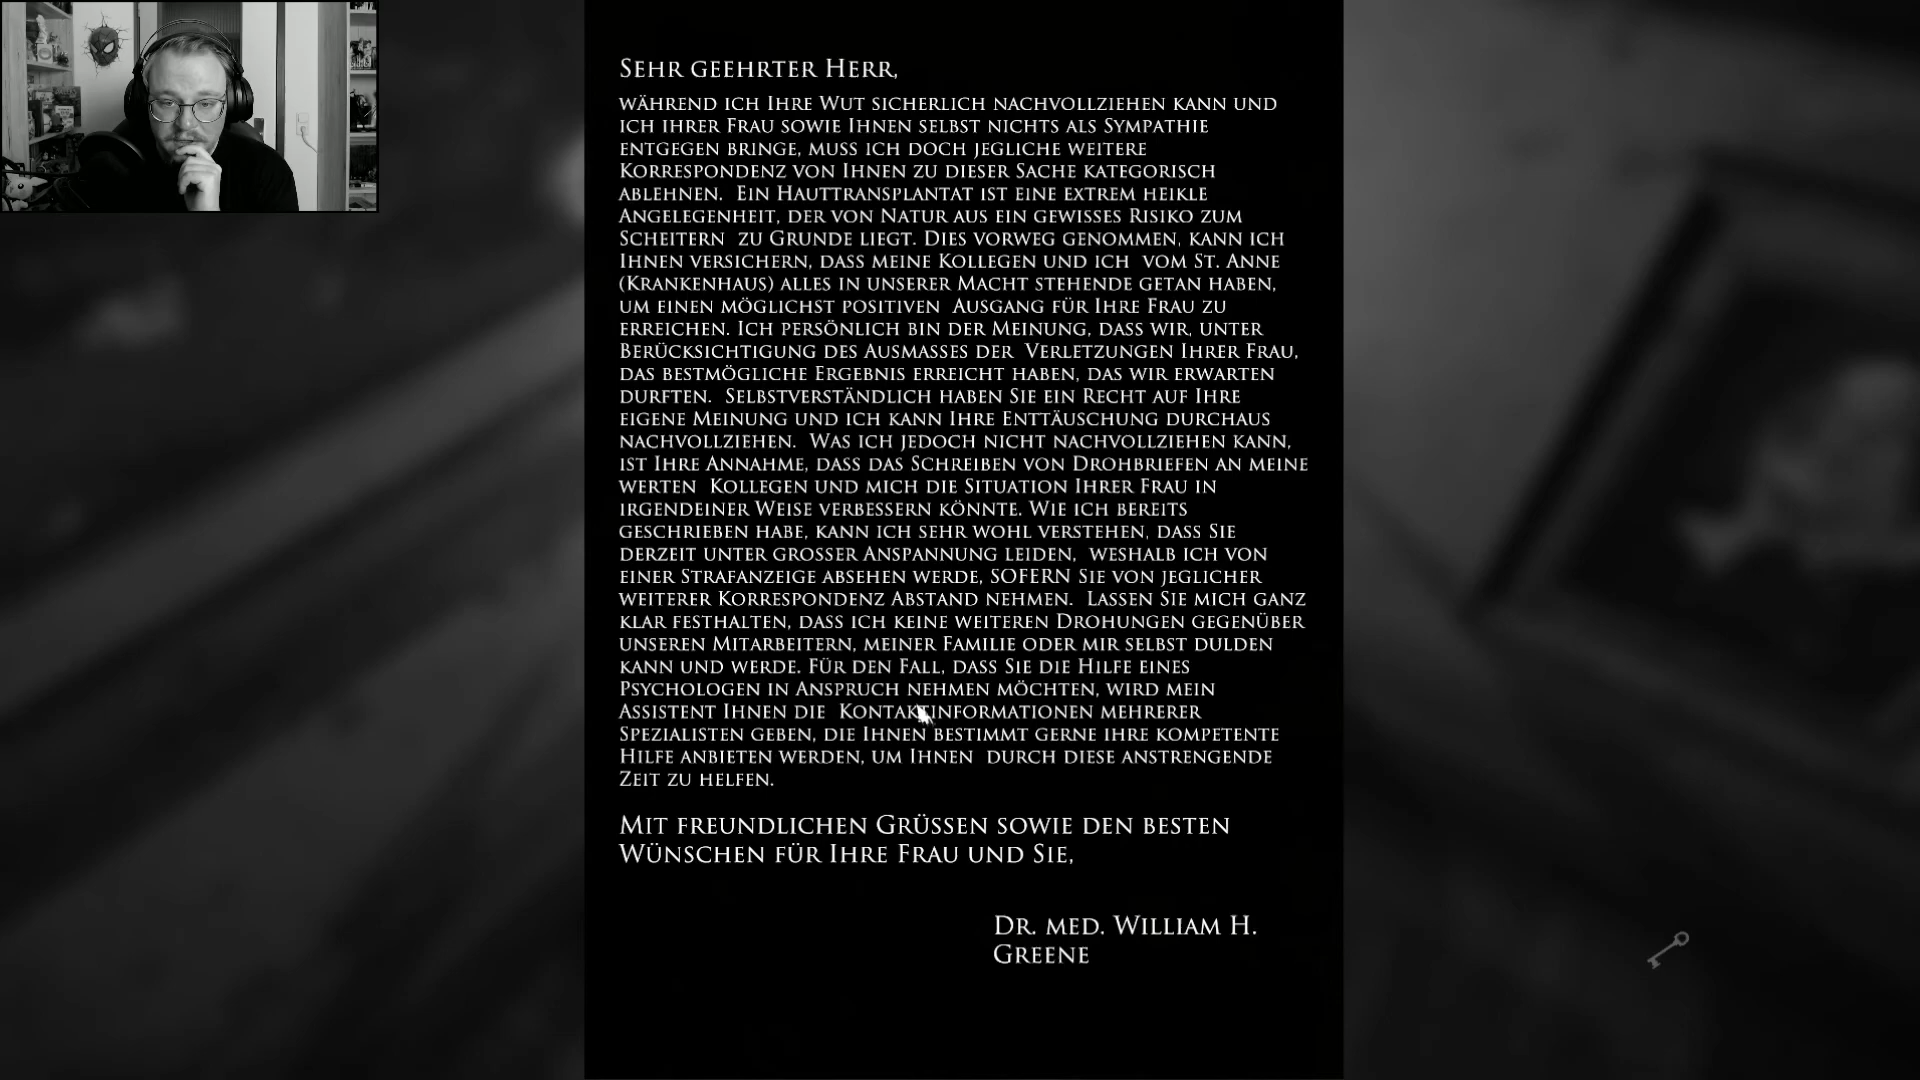 Sehr geehrter Herr,
während ich Ihre Wut sicherlich nachvollziehen kann und
ich ihrer Frau sowie Ihnen selbst nichts als Sympathie
entgegen bringe, muss ich doch jegliche weitere
Korrespondenz von Ihnen zu dieser Sache kategorisch
ablehnen.  Ein Hauttransplantat ist eine extrem heikle
Angelegenheit, der von Natur aus ein gewisses Risiko zum
Scheitern  zu Grunde liegt. Dies vorweg genommen, kann ich
Ihnen versichern, dass meine Kollegen und ich  vom St. Anne
(Krankenhaus) alles in unserer Macht stehende getan haben,
um einen möglichst positiven  Ausgang für Ihre Frau zu
erreichen. Ich persönlich bin der Meinung, dass wir, unter
Berücksichtigung des Ausmasses der  Verletzungen Ihrer Frau,
das bestmögliche Ergebnis erreicht haben, das wir erwarten
durften.  Selbstverständlich haben Sie ein Recht auf Ihre
eigene Meinung und ich kann Ihre Enttäuschung durchaus
nachvollziehen.  Was ich jedoch nicht nachvollziehen kann,
ist Ihre Annahme, dass das Schreiben von Drohbriefen an meine
werten  Kollegen und mich die Situation Ihrer Frau in
irgendeiner Weise verbessern könnte. Wie ich bereits
geschrieben habe, kann ich sehr wohl verstehen, dass Sie
derzeit unter grosser Anspannung leiden,  weshalb ich von
einer Strafanzeige absehen werde, SOFERN Sie von jeglicher
weiterer Korrespondenz Abstand nehmen.  Lassen Sie mich ganz
klar festhalten, dass ich keine weiteren Drohungen gegenüber
unseren Mitarbeitern, meiner Familie oder mir selbst dulden
kann und werde. Für den Fall, dass Sie die Hilfe eines
Psychologen in Anspruch nehmen möchten, wird mein
Assistent Ihnen die  Kontaktinformationen mehrerer
Spezialisten geben, die Ihnen bestimmt gerne ihre kompetente
Hilfe anbieten werden, um Ihnen  durch diese anstrengende
Zeit zu helfen.
Mit freundlichen Grüssen sowie den besten
Wünschen für Ihre Frau und Sie,
Dr. med. William H.
Greene